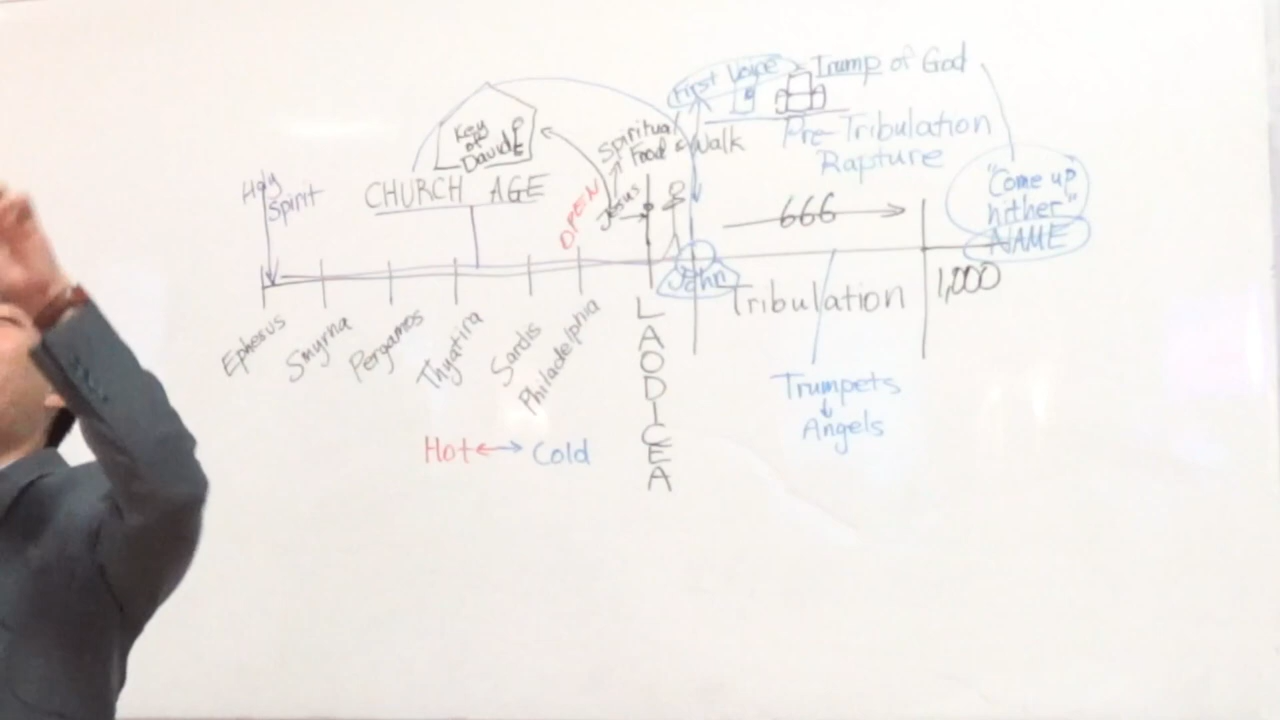 First Voice
Trump of God
Key
of
David
Spiritual
Food & Walk
Pre-Tribulation
Rapture
Holy
Spirit
CHURCH AGE
OPEN
Jesus
666
"Come up
hither"
NAME
John
Tribulation
1,000
Ephesus
Smyrna
Pergamos
Thyatira
Sardis
Philadelphia
LAODICEA
Trumpets
Angels
Hot
Cold